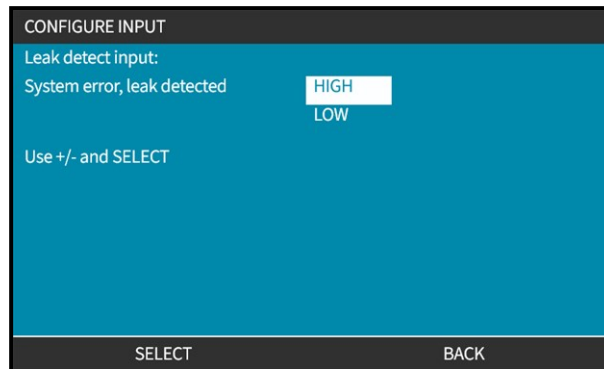 CONFIGURE INPUT
Leak detect input:
System error, leak detected HIGH
LOW
Use +/- and SELECT
SELECT BACK